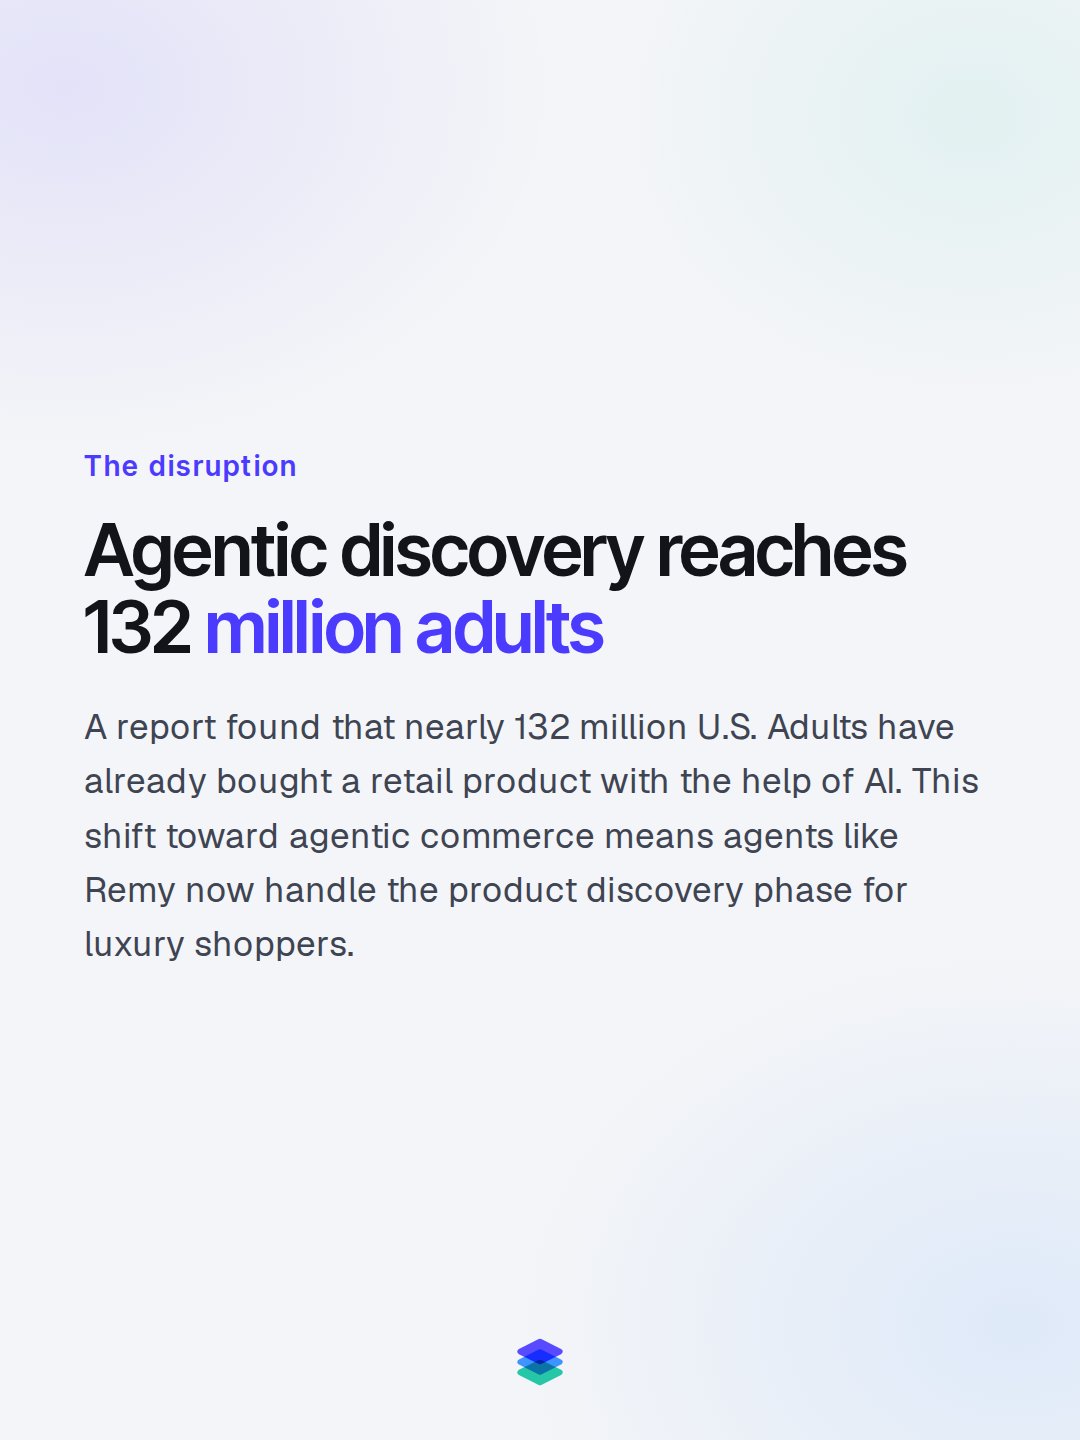 The disruption
Agentic discovery reaches
132 million adults
A report found that nearly 132 million U.S. Adults have
already bought a retail product with the help of AI. This
shift toward agentic commerce means agents like
Remy now handle the product discovery phase for
luxury shoppers.